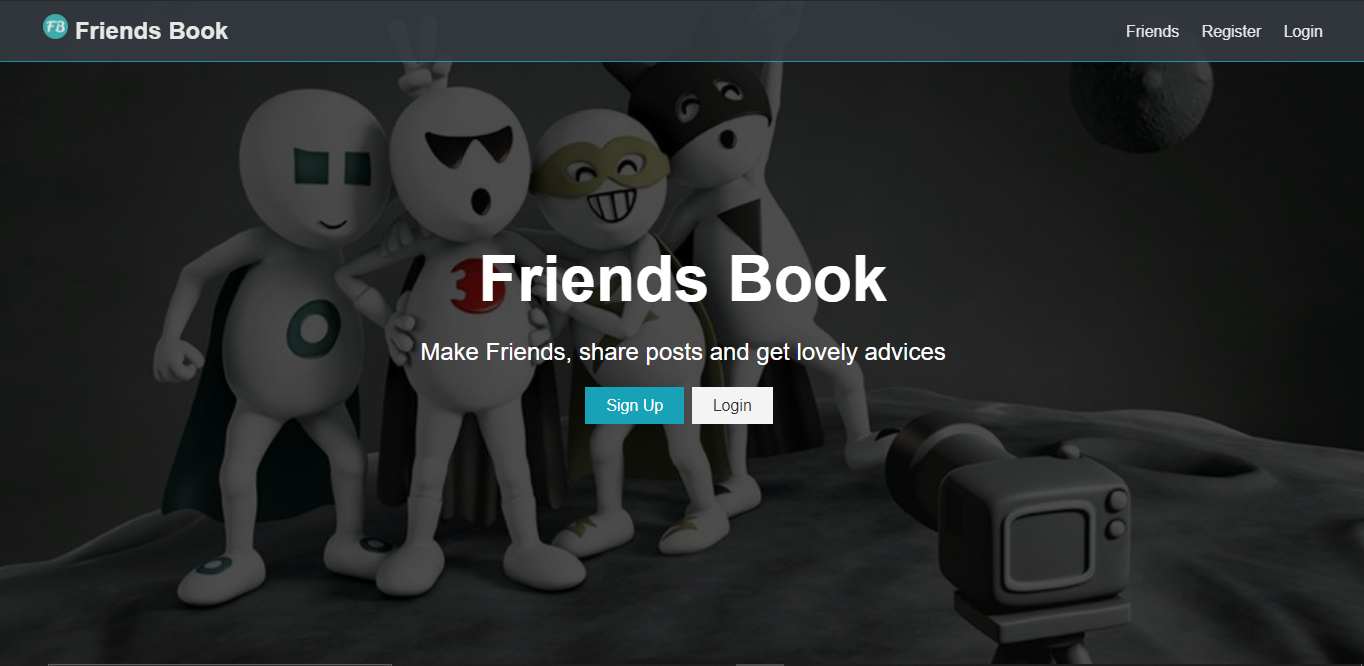 FB Friends Book
Friends Register Login
Friends Book
Make Friends, share posts and get lovely advices
Sign Up Login